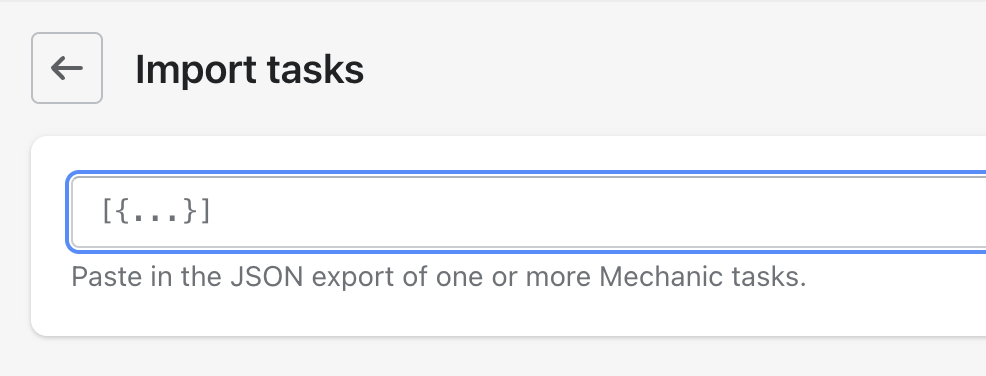 Import tasks
[{...}]
Paste in the JSON export of one or more Mechanic tasks.